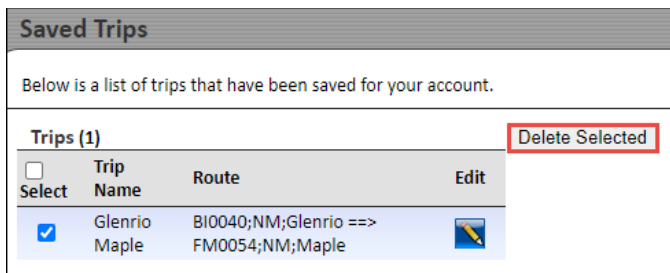 Saved Trips
Below is a list of trips that have been saved for your account.
Trips (1)
Delete Selected
Select
Trip Name
Route
Edit
Glenrio Maple
BI0040;NM;Glenrio ==>
FM0054;NM;Maple